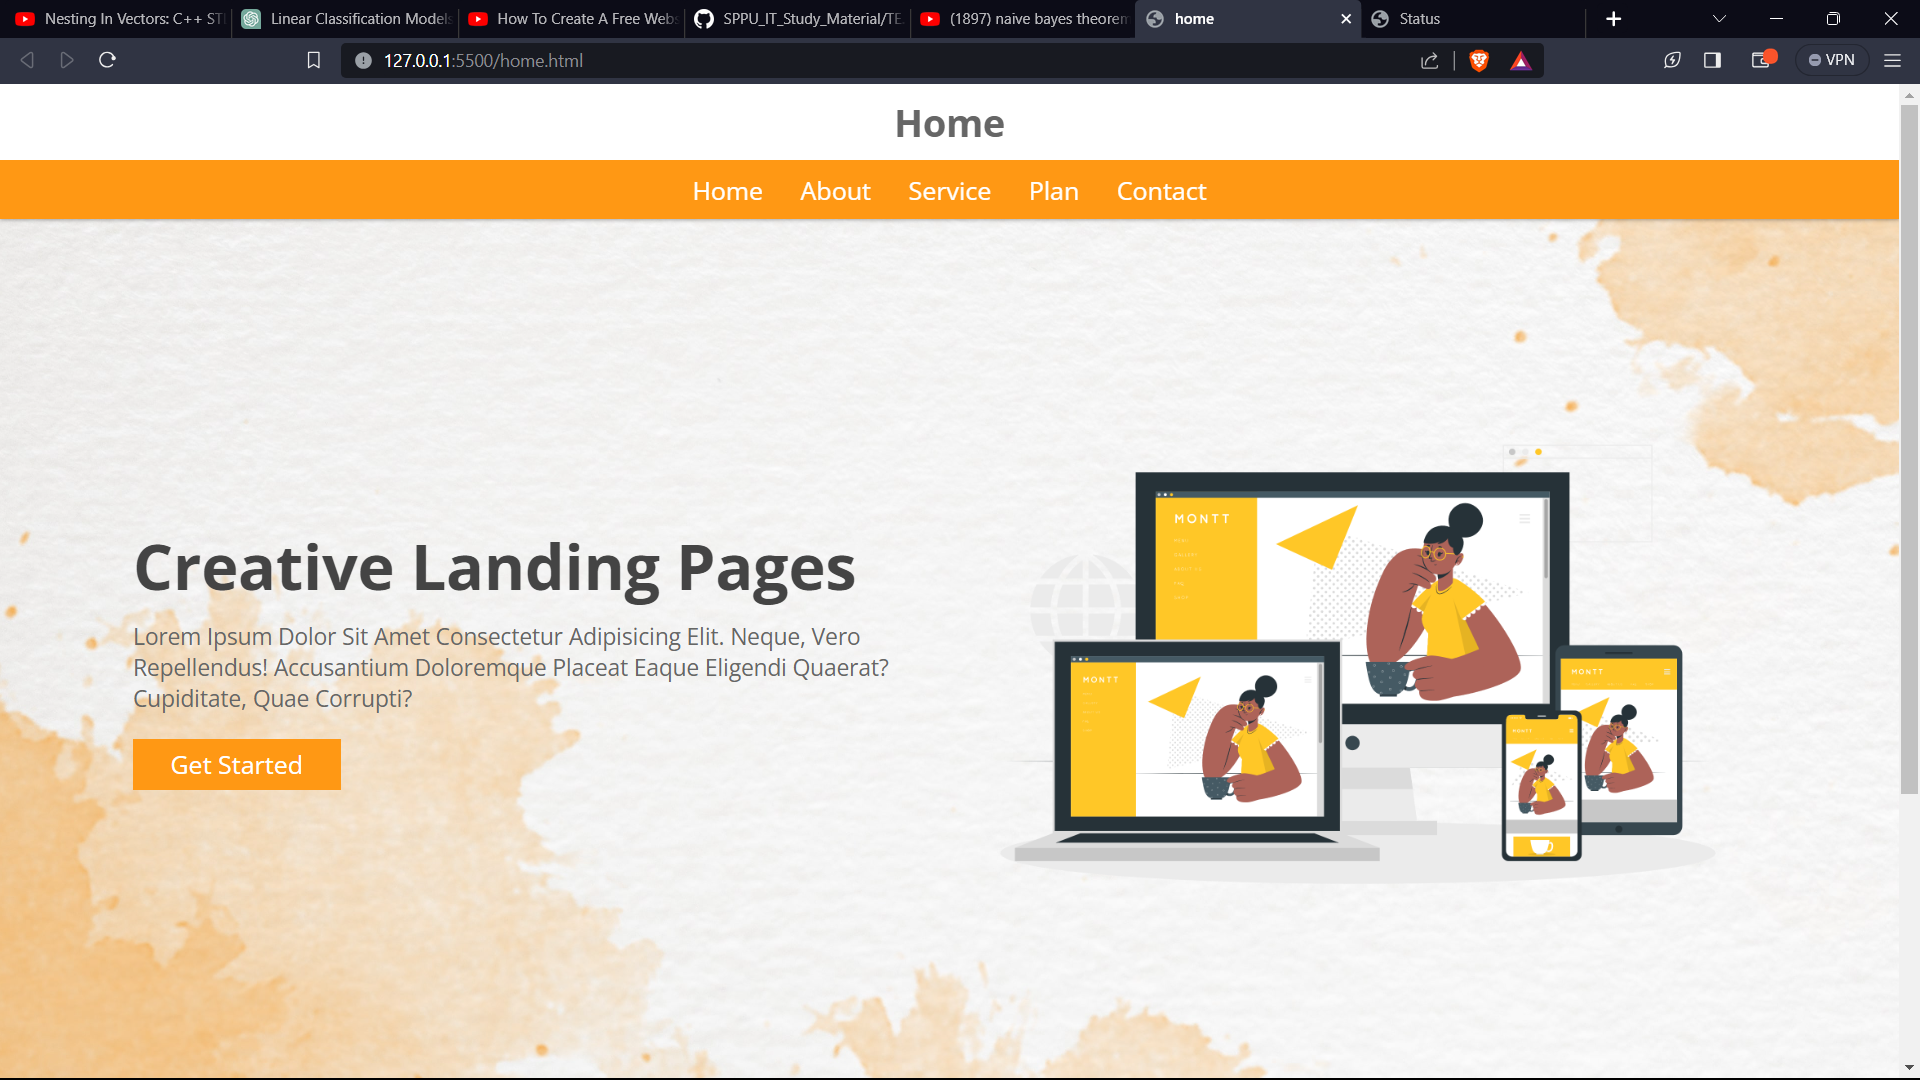 Nesting In Vectors: C++ ST
Linear Classification Models
How To Create A Free Webs
SPPU_IT_Study_Material/TE
(1897) naive bayes theorem
home
Status
127.0.0.1:5500/home.html
VPN
Home
Home About Service Plan Contact
MONTT
Creative Landing Pages
Lorem Ipsum Dolor Sit Amet Consectetur Adipisicing Elit. Neque, Vero
Repellendus! Accusantium Doloremque Placeat Eaque Eligendi Quaerat?
Cupiditate, Quae Corrupti?
Get Started
MONTT
MONTT
MONTT